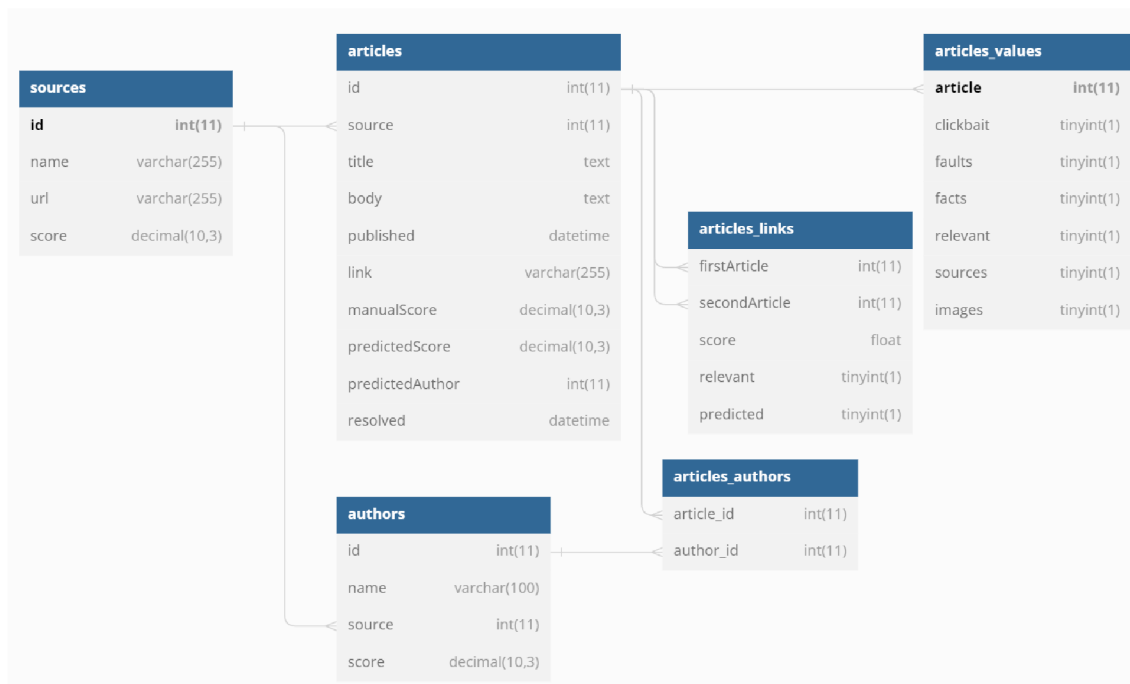 sources
id int(11)
name varchar(255)
url varchar(255)
score decimal(10,3)
articles
id int(11)
source int(11)
title text
body text
published datetime
link varchar(255)
manualScore decimal(10,3)
predictedScore decimal(10,3)
predictedAuthor int(11)
resolved datetime
articles_values
article int(11)
clickbait tinyint(1)
faults tinyint(1)
facts tinyint(1)
relevant tinyint(1)
sources tinyint(1)
images tinyint(1)
articles_links
firstArticle int(11)
secondArticle int(11)
score float
relevant tinyint(1)
predicted tinyint(1)
articles_authors
article_id int(11)
author_id int(11)
authors
id int(11)
name varchar(100)
source int(11)
score decimal(10,3)